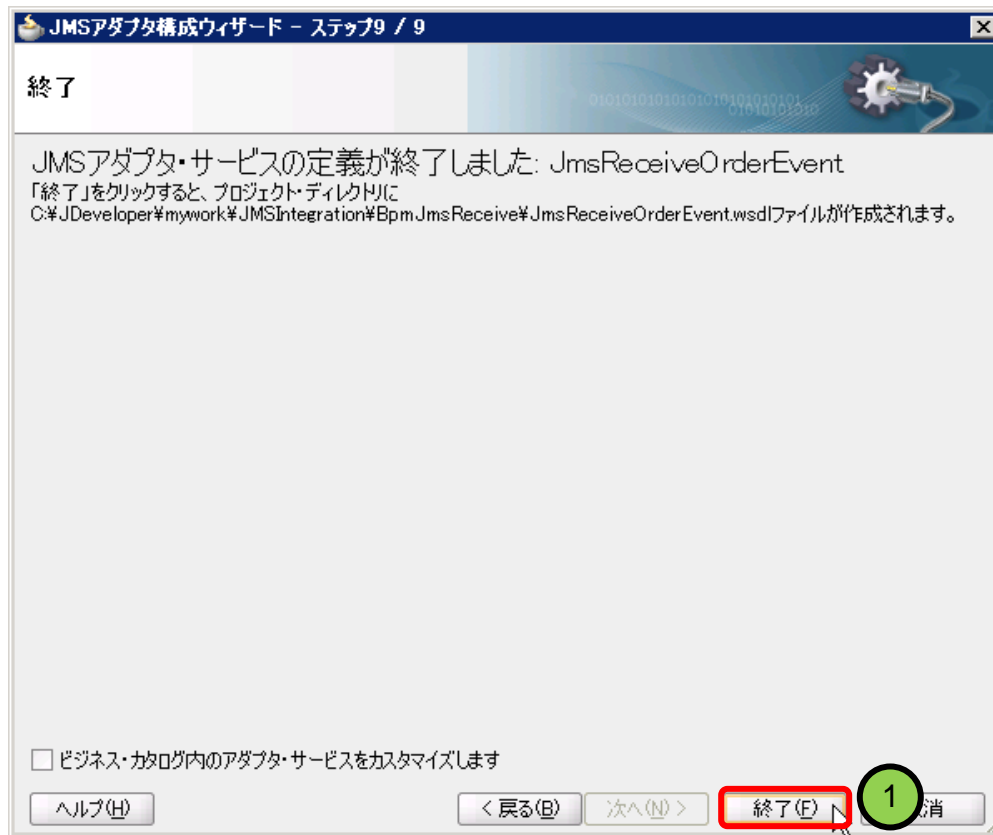 JMSアダプタ構成ウィザード - ステップ9 / 9
終了
010101010101010101010101
01010101010
JMSアダプタ・サービスの定義が終了しました: JmsReceiveOrderEvent
「終了」をクリックすると、プロジェクト・ディレクトリに
C:¥JDeveloper¥mywork¥JMSIntegration¥BpmJmsReceive¥JmsReceiveOrderEvent.wsdlファイルが作成されます。
ビジネス・カタログ内のアダプタ・サービスをカスタマイズします
ヘルプ(H) < 戻る(B) 次へ(N) > 終了(F) 1 消